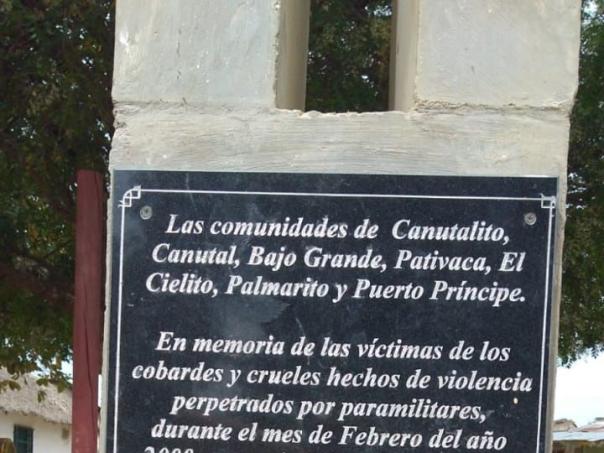 Las comunidades de Canutalito,
Canutal, Bajo Grande, Pativaca, El
Cielito, Palmarito y Puerto Príncipe.
En memoria de las víctimas de los
cobardes y crueles hechos de violencia
perpetrados por paramilitares,
durante el mes de Febrero del año